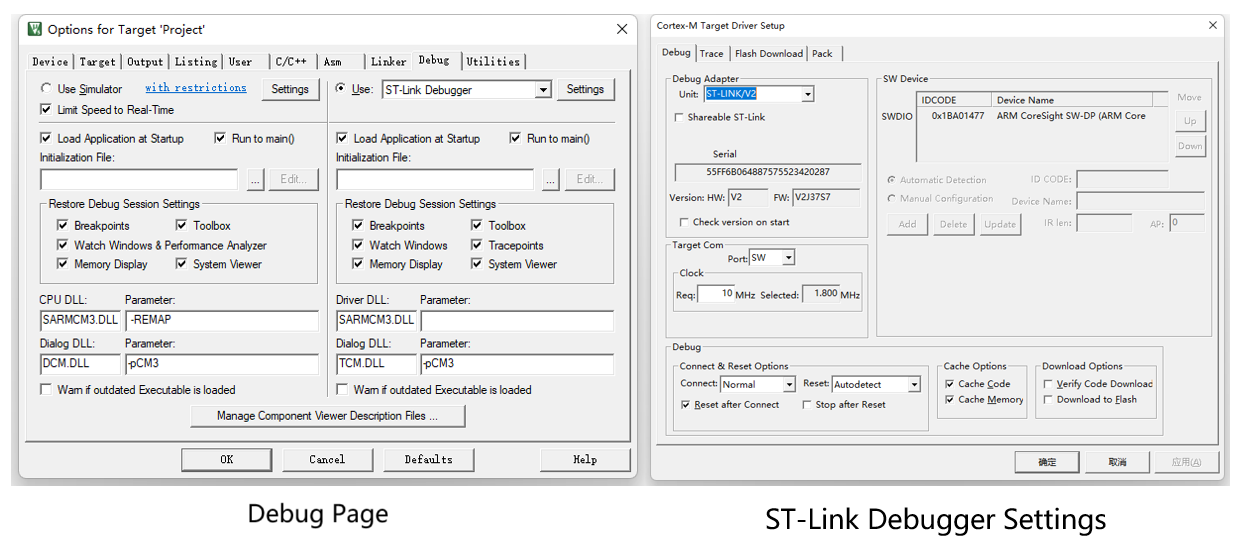 Options for Target 'Project'
Device Target Output Listing User C/C++ Asm Linker Debug Utilities
Use Simulator with restrictions Settings
Limit Speed to Real-Time
Use: ST-Link Debugger Settings
Load Application at Startup Run to main()
Initialization File:
... Edit...
Restore Debug Session Settings
Breakpoints Toolbox
Watch Windows & Performance Analyzer
Memory Display System Viewer
CPU DLL: Parameter:
SARMCM3.DLL -REMAP
Dialog DLL: Parameter:
DCM.DLL -pCM3
Warn if outdated Executable is loaded
Load Application at Startup Run to main()
Initialization File:
... Edit...
Restore Debug Session Settings
Breakpoints Toolbox
Watch Windows Tracepoints
Memory Display System Viewer
Driver DLL: Parameter:
SARMCM3.DLL
Dialog DLL: Parameter:
TCM.DLL -pCM3
Warn if outdated Executable is loaded
Manage Component Viewer Description Files ...
OK Cancel Defaults Help
Debug Page
Cortex-M Target Driver Setup
Debug Trace Flash Download Pack
Debug Adapter
Unit: ST-LINK/V2
Shareable ST-Link
Serial
55FF6B064887575523420287
Version: HW: V2 FW: V2J37S7
Check version on start
Target Com
Port: SW
Clock
Req: 10 MHz Selected: 1.800 MHz
SW Device
IDCODE Device Name Move
SWDIO 0x1BA01477 ARM CoreSight SW-DP (ARM Core
Up
Down
Automatic Detection ID CODE:
Manual Configuration Device Name:
Add Delete Update IR len: AP: 0
Debug
Connect & Reset Options
Connect: Normal Reset: Autodetect
Reset after Connect Stop after Reset
Cache Options
Cache Code
Cache Memory
Download Options
Verify Code Download
Download to Flash
确定 取消 应用(A)
ST-Link Debugger Settings